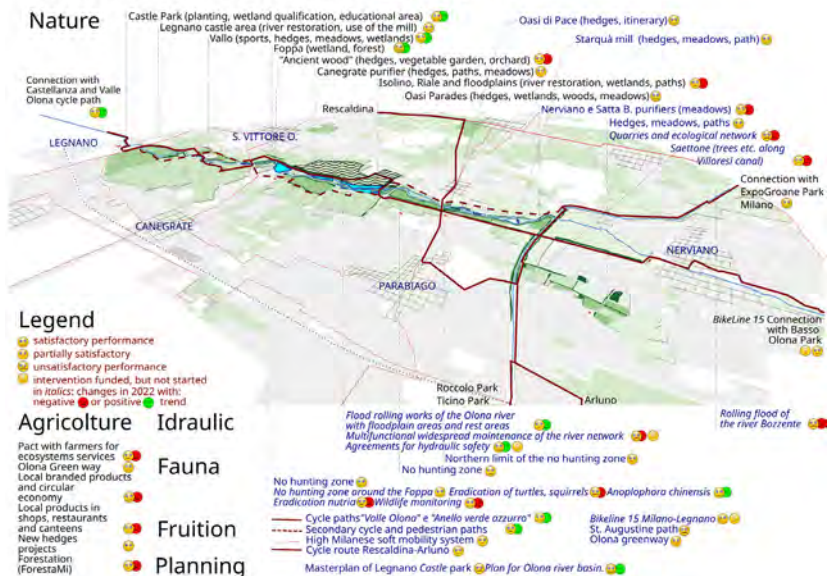 Nature
Castle Park (planting, wetland qualification, educational area)
Legnano castle area (river restoration, use of the mill)
Vallo (sports, hedges, meadows, wetlands)
Foppa (wetland, forest)
"Ancient wood" (hedges, vegetable garden, orchard)
Canegrate purifier (hedges, paths, meadows)
Isolino, Riale and floodplains (river restoration, wetlands, paths)
Oasi Parades (hedges, wetlands, woods, meadows)
Oasi di Pace (hedges, itinerary)
Starquà mill (hedges, meadows, path)
Nerviano e Satta B. purifiers (meadows)
Hedges, meadows, paths
Quarries and ecological network
Saettone (trees etc. along
Villoresi canal)
Connection with
Castellanza and Valle
Olona cycle path
Rescaldina
LEGNANO
S. VITTORE O.
CANEGRATE
PARABIAGO
NERVIANO
Connection with
ExpoGroane Park
Milano
BikeLine 15 Connection
with Basso
Olona Park
Roccolo Park
Ticino Park
Arluno
Legend
satisfactory performance
partially satisfactory
unsatisfactory performance
intervention funded, but not started
in italics: changes in 2022 with:
negative or positive trend
Agriculture
Pact with farmers for
ecosystems services
Olona Green way
Local branded products
and circular
economy
Local products in
shops, restaurants
and canteens
New hedges
projects
Forestation
(ForestaMi)
Idraulic
Flood rolling works of the Olona river
with floodplain areas and rest areas
Multifunctional widespread maintenance of the river network
Agreements for hydraulic safety
Rolling flood of
the river Bozzente
Fauna
Northern limit of the no hunting zone
No hunting zone
No hunting zone
No hunting zone around the Foppa Eradication of turtles, squirrels Anoplophora chinensis
Eradication nutria Wildlife monitoring
Fruition
Cycle paths "Valle Olona" e "Anello verde azzurro"
Secondary cycle and pedestrian paths
High Milanese soft mobility system
Cycle route Rescaldina-Arluno
Bikeline 15 Milano-Legnano
St. Augustine path
Olona greenway
Planning
Masterplan of Legnano Castle park Plan for Olona river basin.